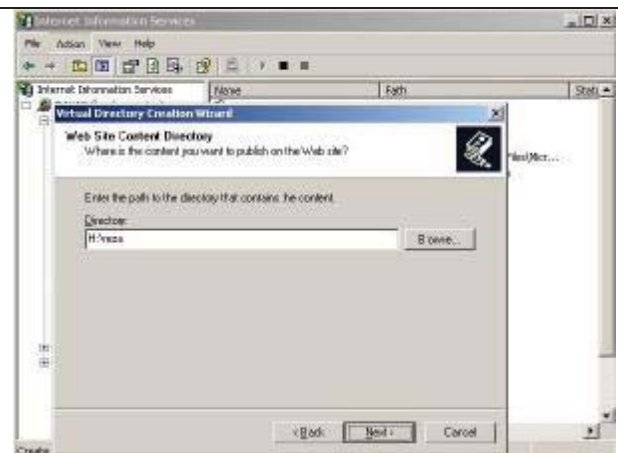 Internet Information Services
File Action View Help
Internet Information Services Name Path
Virtual Directory Creation Wizard
Web Site Content Directory
Where is the content you want to publish on the Web site?
Enter the path to the directory that contains the content.
Directory:
Browse...
< Back Next > Cancel